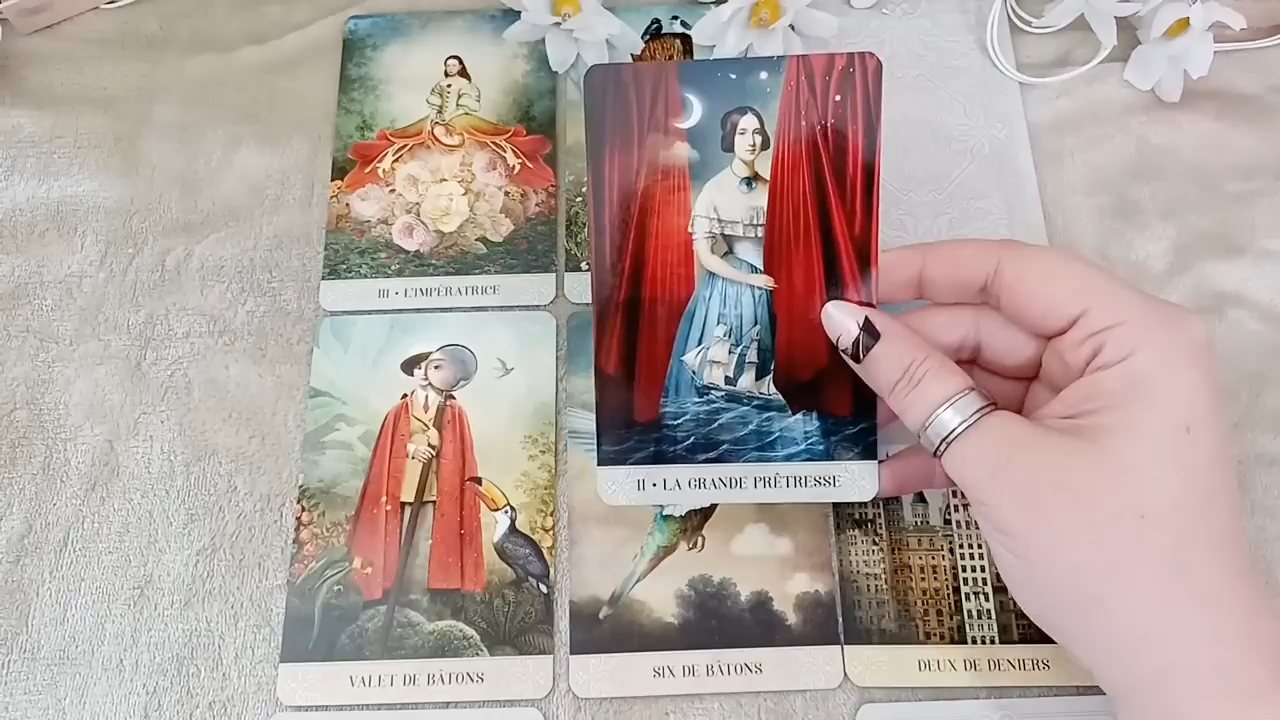 III • L'IMPÉRATRICE
II • LA GRANDE PRÊTRESSE
VALET DE BÂTONS
SIX DE BÂTONS
DEUX DE DENIERS